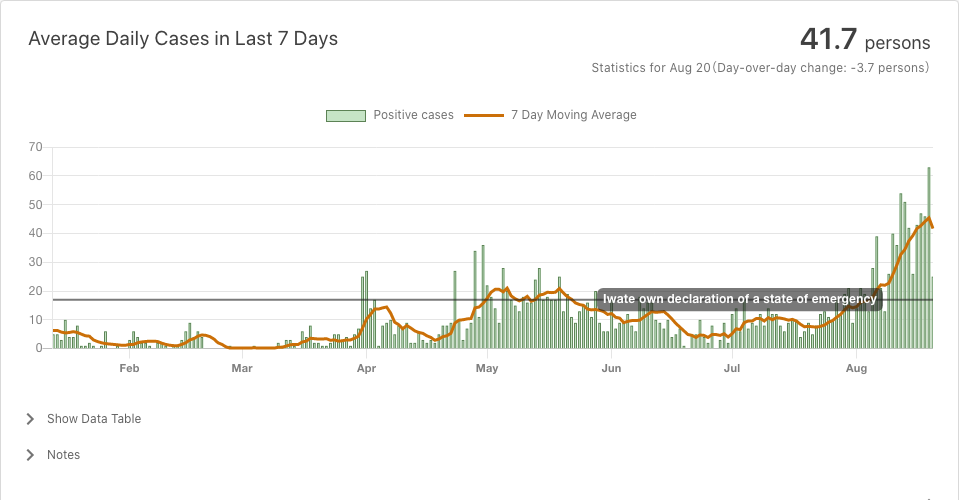 Average Daily Cases in Last 7 Days
41.7 persons
Statistics for Aug 20(Day-over-day change: -3.7 persons)
Positive cases
7 Day Moving Average
70
60
50
40
30
20
10
0
Iwate own declaration of a state of emergency
Feb
Mar
Apr
May
Jun
Jul
Aug
Show Data Table
Notes